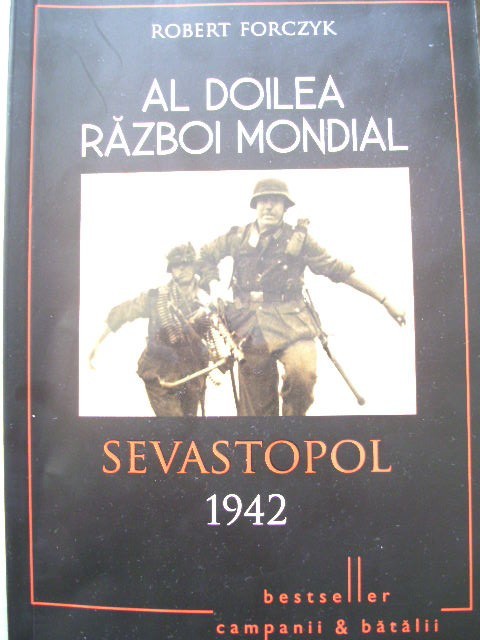 ROBERT FORCZYK
AL DOILEA
RĂZBOI MONDIAL
SEVASTOPOL
1942
bestseller
campanii & bătălii